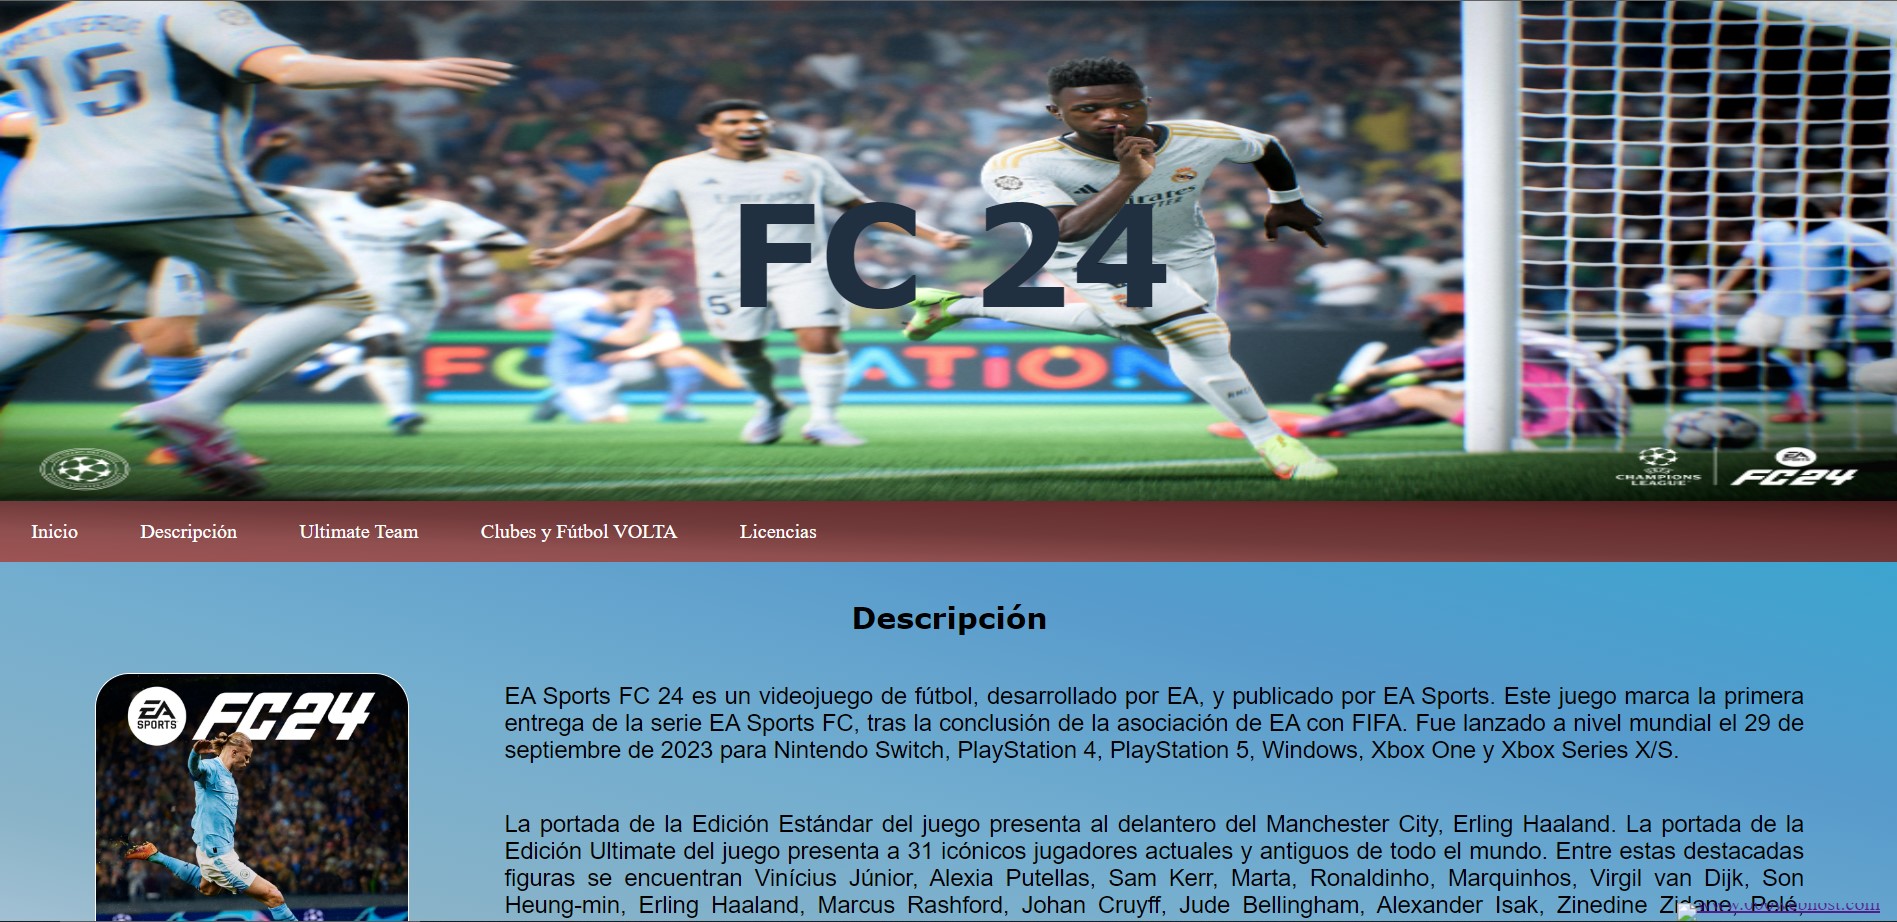 15
Emirates
FC 24
5
EA SPORTS
CHAMPIONS
LEAGUE
FC24
Inicio Descripción Ultimate Team Clubes y Fútbol VOLTA Licencias
Descripción
EA SPORTS FC24
EA Sports FC 24 es un videojuego de fútbol, desarrollado por EA, y publicado por EA Sports. Este juego marca la primera
entrega de la serie EA Sports FC, tras la conclusión de la asociación de EA con FIFA. Fue lanzado a nivel mundial el 29 de
septiembre de 2023 para Nintendo Switch, PlayStation 4, PlayStation 5, Windows, Xbox One y Xbox Series X/S.
La portada de la Edición Estándar del juego presenta al delantero del Manchester City, Erling Haaland. La portada de la
Edición Ultimate del juego presenta a 31 icónicos jugadores actuales y antiguos de todo el mundo. Entre estas destacadas
figuras se encuentran Vinícius Júnior, Alexia Putellas, Sam Kerr, Marta, Ronaldinho, Marquinhos, Virgil van Dijk, Son
Heung-min, Erling Haaland, Marcus Rashford, Johan Cruyff, Jude Bellingham, Alexander Isak, Zinedine Zidane, Pelé,